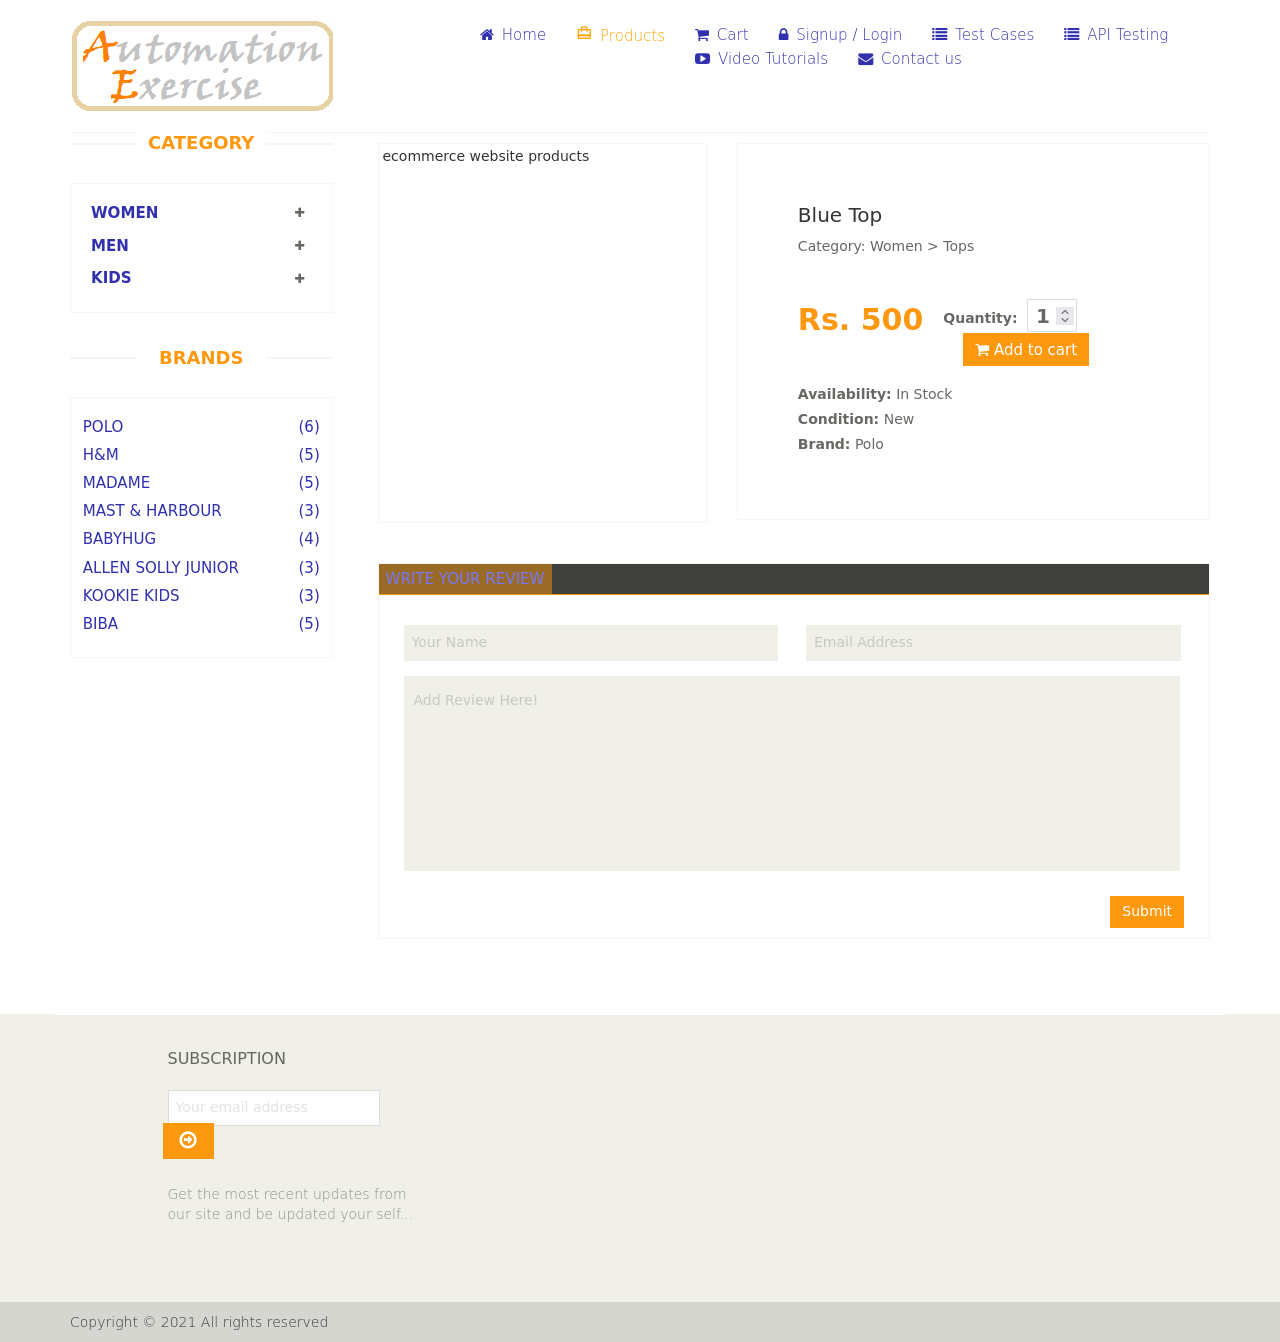 Automation
Exercise
Home
Products
Cart
Signup / Login
Test Cases
API Testing
Video Tutorials
Contact us
CATEGORY
WOMEN
MEN
KIDS
BRANDS
POLO (6)
H&M (5)
MADAME (5)
MAST & HARBOUR (3)
BABYHUG (4)
ALLEN SOLLY JUNIOR (3)
KOOKIE KIDS (3)
BIBA (5)
ecommerce website products
Blue Top
Category: Women > Tops
Rs. 500 Quantity: 1
Add to cart
Availability: In Stock
Condition: New
Brand: Polo
WRITE YOUR REVIEW
Your Name
Email Address
Add Review Here!
Submit
SUBSCRIPTION
Your email address
Get the most recent updates from
our site and be updated your self...
Copyright © 2021 All rights reserved